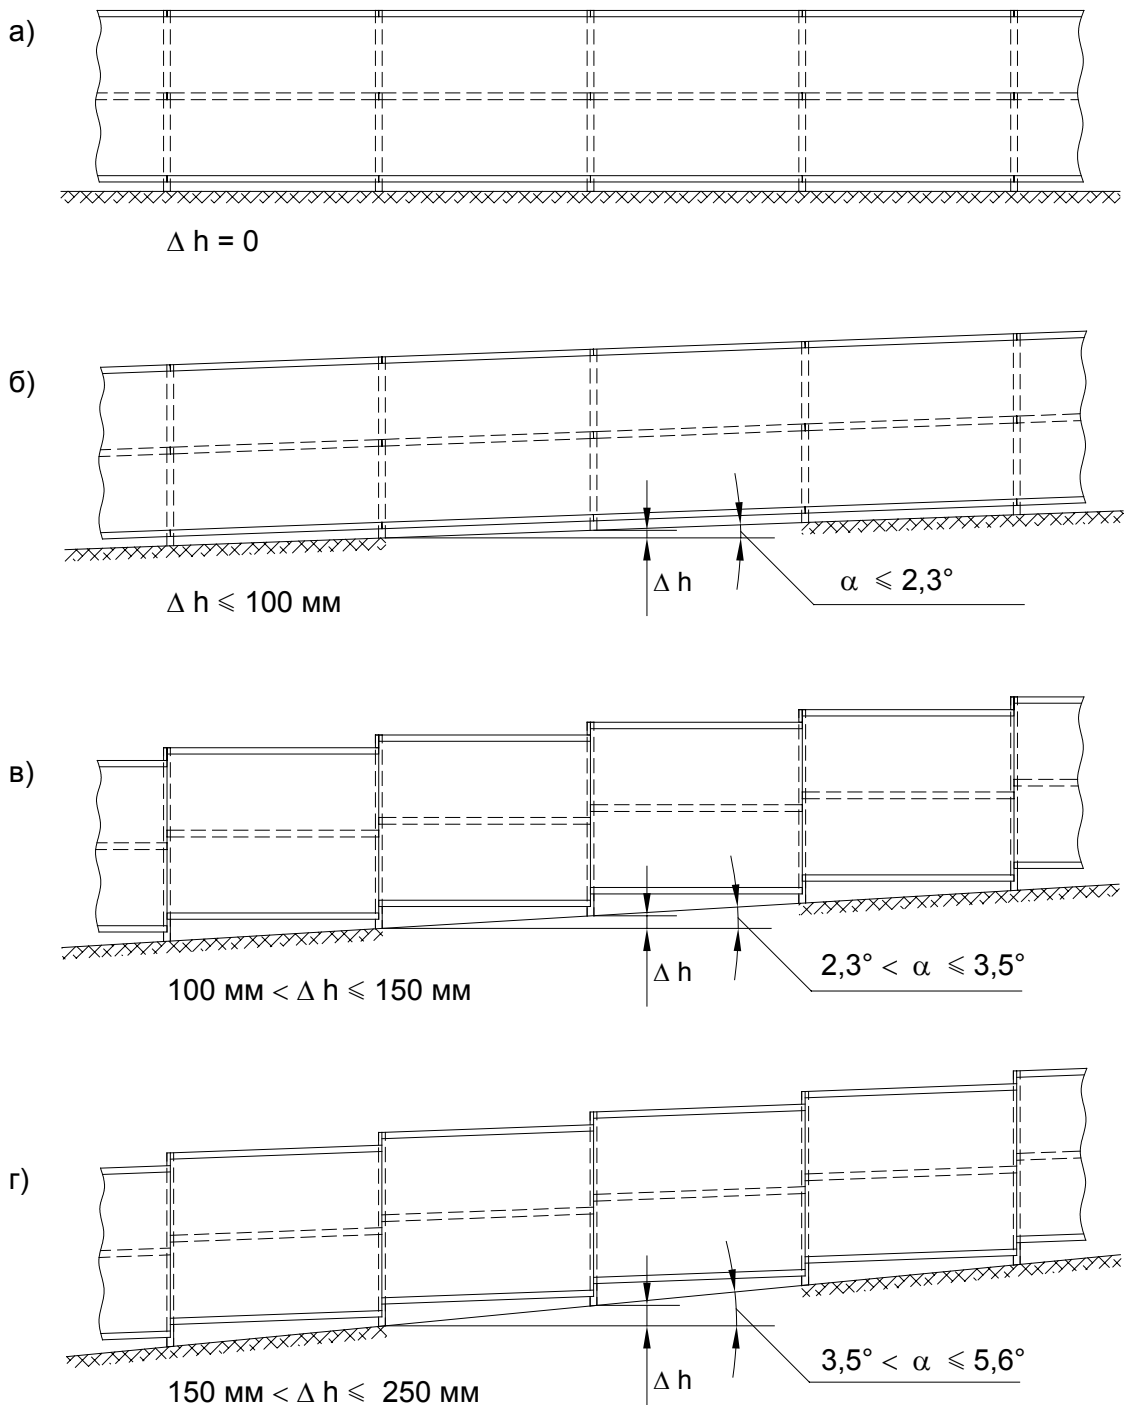 а)
Δ h = 0
б)
Δ h
α ⩽ 2,3°
Δ h ⩽ 100 мм
в)
Δ h
2,3° < α ⩽ 3,5°
100 мм < Δ h ⩽ 150 мм
г)
Δ h
3,5° < α ⩽ 5,6°
150 мм < Δ h ⩽ 250 мм